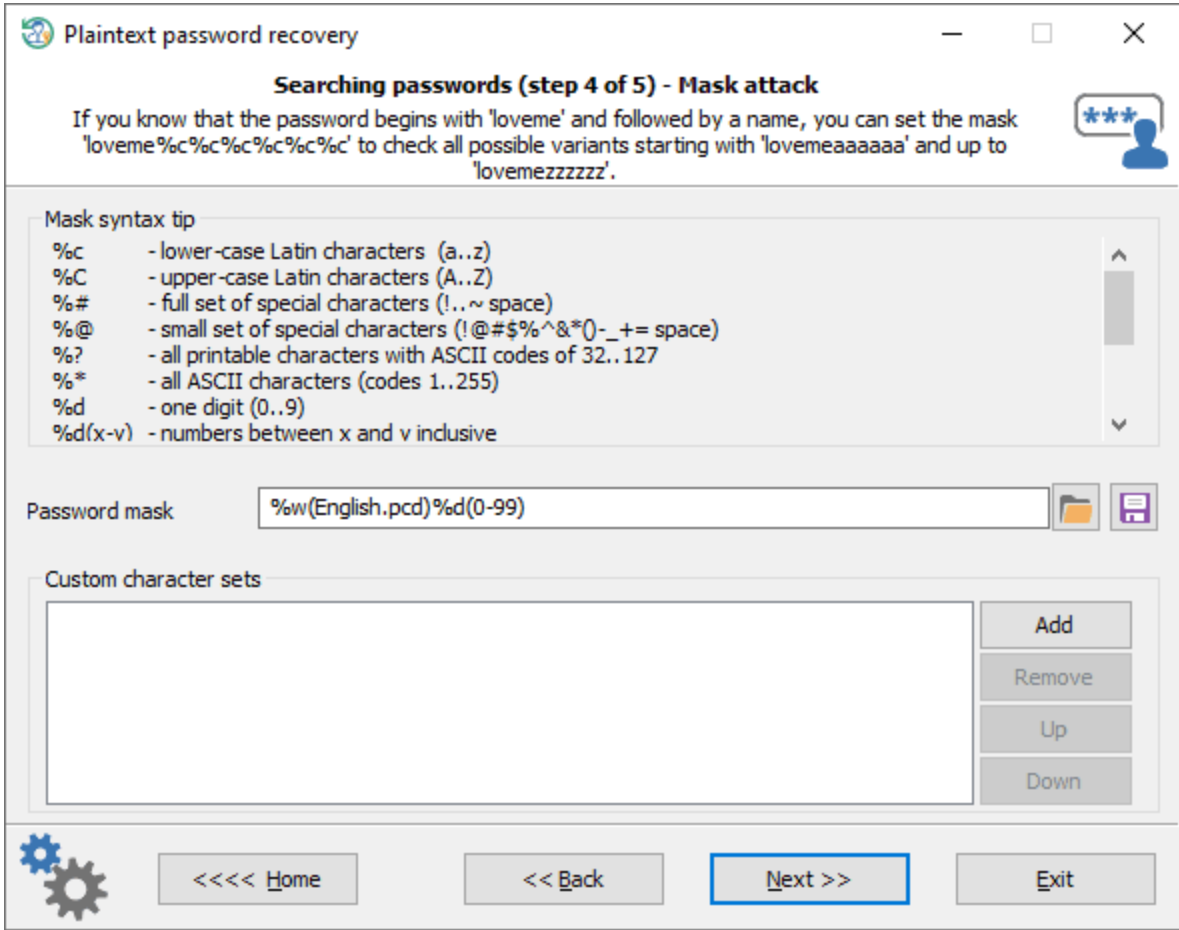 Plaintext password recovery
Searching passwords (step 4 of 5) - Mask attack
If you know that the password begins with 'loveme' and followed by a name, you can set the mask
'loveme%c%c%c%c%c%c' to check all possible variants starting with 'lovemeaaaaaa' and up to
'lovemezzzzzz'.
***
Mask syntax tip
%c - lower-case Latin characters (a..z)
%C - upper-case Latin characters (A..Z)
%# - full set of special characters (!..~ space)
%@ - small set of special characters (!@#$%^&*()-_+= space)
%? - all printable characters with ASCII codes of 32..127
%* - all ASCII characters (codes 1..255)
%d - one digit (0..9)
%d(x-y) - numbers between x and y inclusive
Password mask %w(English.pcd)%d(0-99)
Custom character sets
Add
Remove
Up
Down
<<<< Home
<< Back
Next >>
Exit